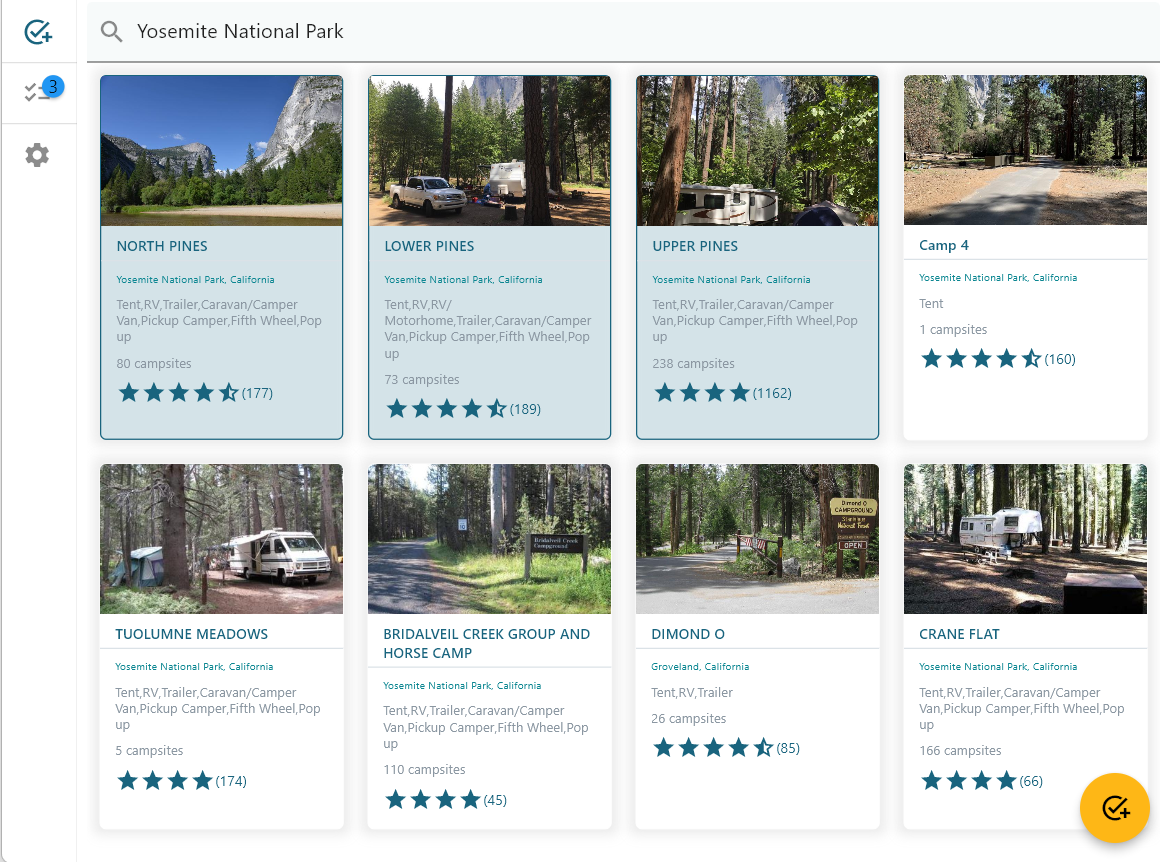 Yosemite National Park
3
NORTH PINES
Yosemite National Park, California
Tent,RV,Trailer,Caravan/Camper
Van,Pickup Camper,Fifth Wheel,Pop
up
80 campsites
(177)
LOWER PINES
Yosemite National Park, California
Tent,RV,RV/
Motorhome,Trailer,Caravan/Camper
Van,Pickup Camper,Fifth Wheel,Pop
up
73 campsites
(189)
UPPER PINES
Yosemite National Park, California
Tent,RV,Trailer,Caravan/Camper
Van,Pickup Camper,Fifth Wheel,Pop
up
238 campsites
(1162)
Camp 4
Yosemite National Park, California
Tent
1 campsites
(160)
TUOLUMNE MEADOWS
Yosemite National Park, California
Tent,RV,Trailer,Caravan/Camper
Van,Pickup Camper,Fifth Wheel,Pop
up
5 campsites
(174)
Bridalveil Creek
Campground
BRIDALVEIL CREEK GROUP AND
HORSE CAMP
Yosemite National Park, California
Tent,RV,Trailer,Caravan/Camper
Van,Pickup Camper,Fifth Wheel,Pop
up
110 campsites
(45)
Dimond O
CAMPGROUND
National Forest
OPEN
DIMOND O
Groveland, California
Tent,RV,Trailer
26 campsites
(85)
CRANE FLAT
Yosemite National Park, California
Tent,RV,Trailer,Caravan/Camper
Van,Pickup Camper,Fifth Wheel,Pop
up
166 campsites
(66)